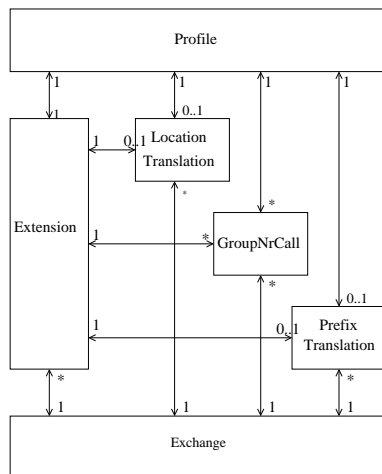 Profile
1 1 1 1
1 0..1
1 0..1 Location
Translation
*
*
Extension 1 * GroupNrCall
*
0..1
1 0..1 Prefix
Translation
* *
1 1 1 1
Exchange